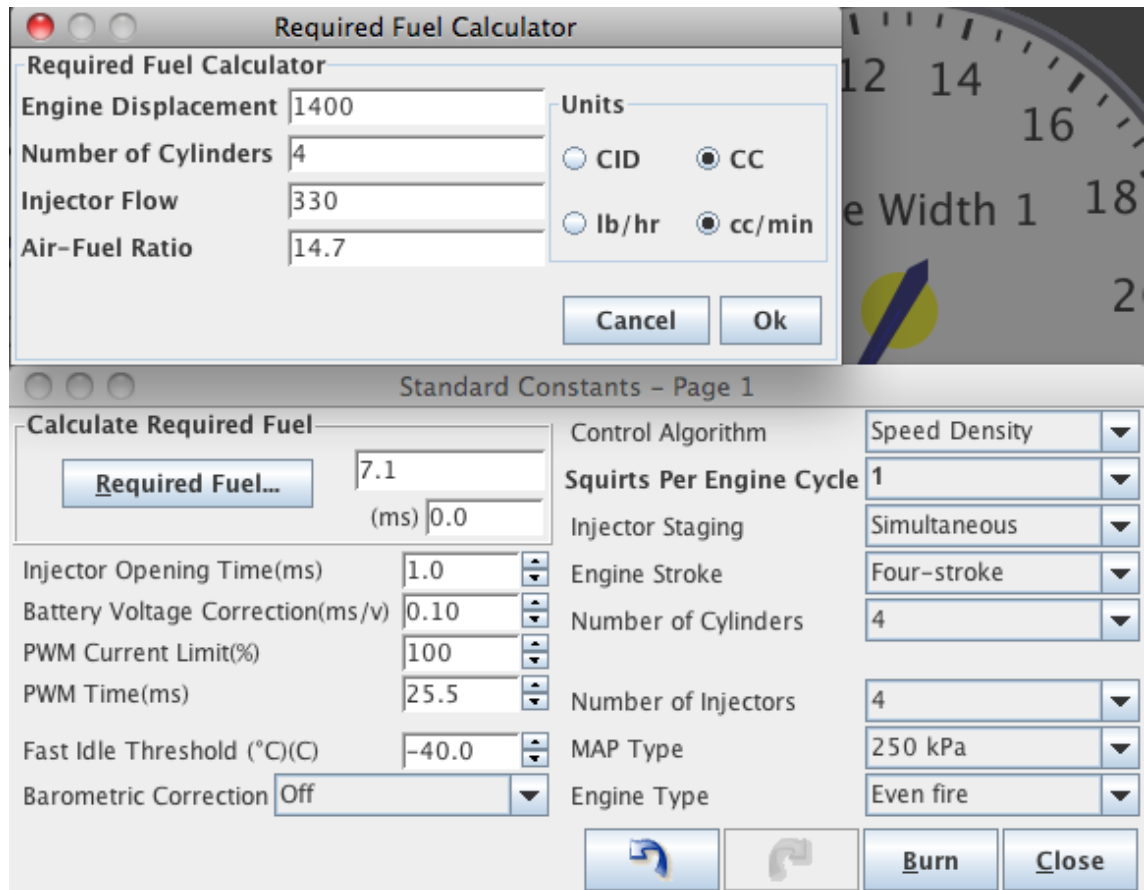 Required Fuel Calculator
Required Fuel Calculator
Engine Displacement 1400
Number of Cylinders 4
Injector Flow 330
Air-Fuel Ratio 14.7
Units
CID CC
lb/hr cc/min
Cancel Ok
12 14 16 18
e Width 1
Standard Constants – Page 1
Calculate Required Fuel
Required Fuel... 7.1
(ms) 0.0
Injector Opening Time(ms) 1.0
Battery Voltage Correction(ms/v) 0.10
PWM Current Limit(%) 100
PWM Time(ms) 25.5
Fast Idle Threshold (°C)(C) -40.0
Barometric Correction Off
Control Algorithm Speed Density
Squirts Per Engine Cycle 1
Injector Staging Simultaneous
Engine Stroke Four-stroke
Number of Cylinders 4
Number of Injectors 4
MAP Type 250 kPa
Engine Type Even fire
Burn Close